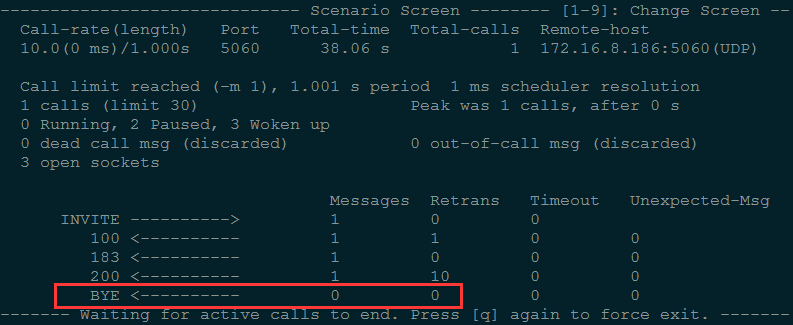 ------------------------------ Scenario Screen -------- [1-9]: Change Screen --
Call-rate(length)   Port   Total-time  Total-calls  Remote-host
10.0(0 ms)/1.000s   5060      38.06 s            1  172.16.8.186:5060(UDP)
Call limit reached (-m 1), 1.001 s period  1 ms scheduler resolution
1 calls (limit 30)                     Peak was 1 calls, after 0 s
0 Running, 2 Paused, 3 Woken up
0 dead call msg (discarded)            0 out-of-call msg (discarded)
3 open sockets
Messages  Retrans   Timeout   Unexpected-Msg
INVITE ---------->         1         0         0
100 <----------         1         1         0         0
183 <----------         1         0         0         0
200 <----------         1         10        0         0
BYE <----------         0         0         0         0
------- Waiting for active calls to end. Press [q] again to force exit. -------